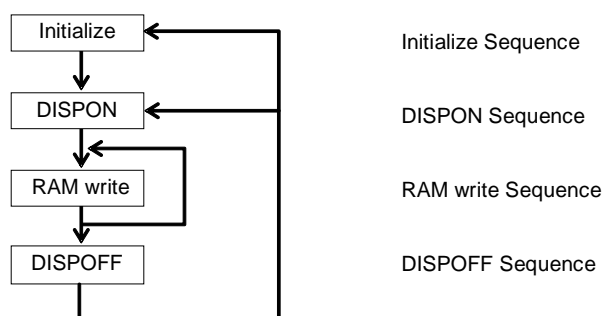 Initialize
Initialize Sequence
DISPON
DISPON Sequence
RAM write
RAM write Sequence
DISPOFF
DISPOFF Sequence